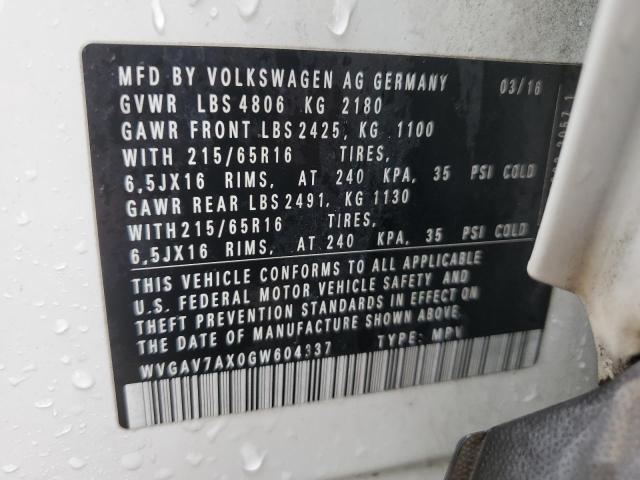 MFD BY VOLKSWAGEN AG GERMANY 03/16
GVWR LBS 4806 KG 2180
GAWR FRONT LBS 2425, KG 1100
WITH 215/65R16 TIRES,
6,5JX16 RIMS, AT 240 KPA, 35 PSI COLD
GAWR REAR LBS 2491, KG 1130
WITH 215/65R16 TIRES,
6,5JX16 RIMS, AT 240 KPA, 35 PSI COLD
THIS VEHICLE CONFORMS TO ALL APPLICABLE
U.S. FEDERAL MOTOR VEHICLE SAFETY AND
THEFT PREVENTION STANDARDS IN EFFECT ON
THE DATE OF MANUFACTURE SHOWN ABOVE.
WVGAV7AX0GW604337 TYPE: MPV